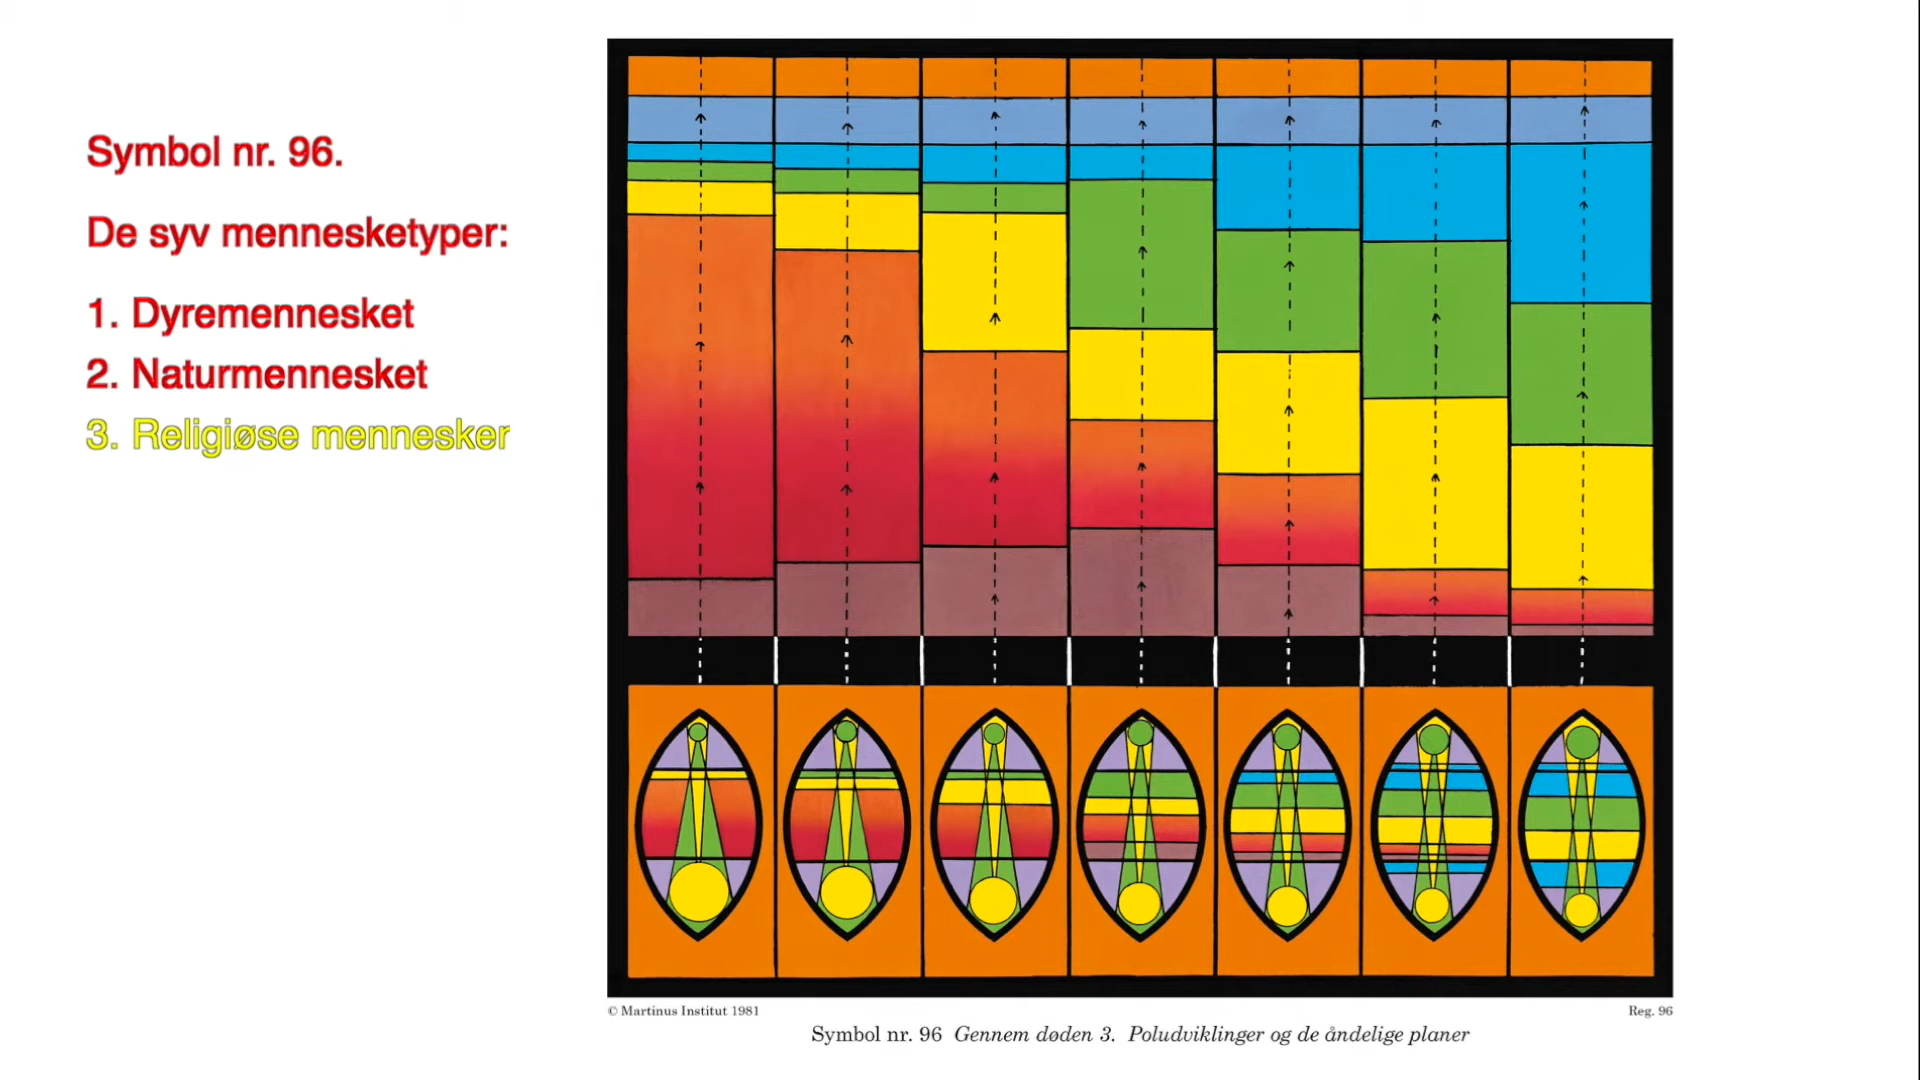 Symbol nr. 96.
De syv mennesketyper:
1. Dyremennesket
2. Naturmennesket
3. Religiøse mennesker
© Martinus Institut 1981
Reg. 96
Symbol nr. 96 Gennem døden 3. Poludviklinger og de åndelige planer